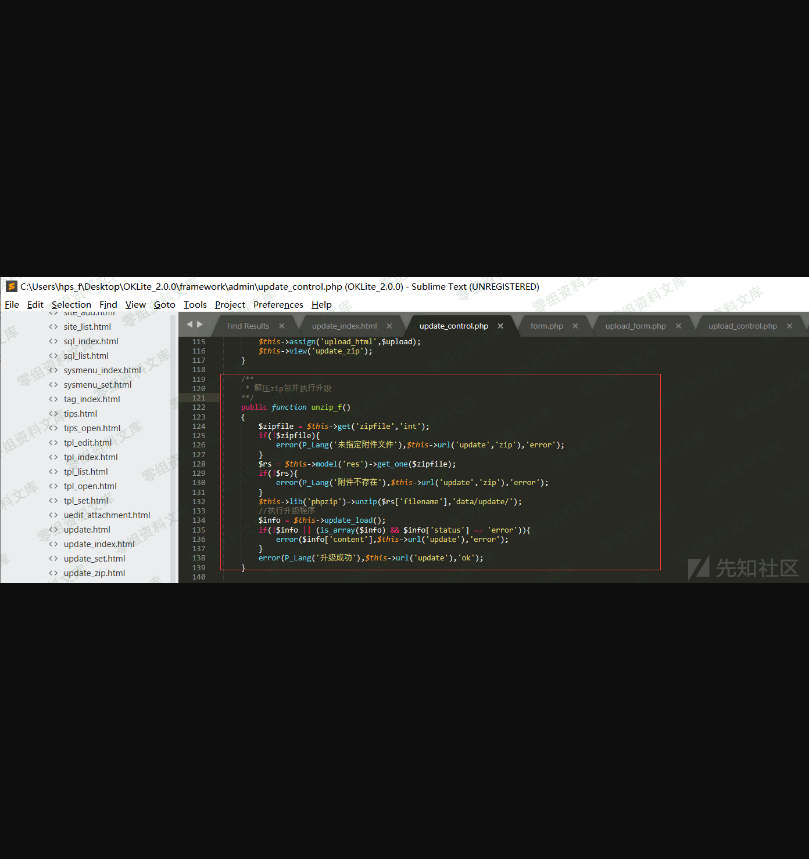 C:\Users\hps_f\Desktop\OKLite_2.0.0\framework\admin\update_control.php (OKLite_2.0.0) - Sublime Text (UNREGISTERED)
File Edit Selection Find View Goto Tools Project Preferences Help
Find Results update_index.html update_control.php form.php upload_form.php upload_control.php
site_add.html
site_list.html
sql_index.html
sql_list.html
sysmenu_index.html
sysmenu_set.html
tag_index.html
tips.html
tips_open.html
tpl_edit.html
tpl_index.html
tpl_list.html
tpl_open.html
tpl_set.html
uedit_attachment.html
update.html
update_index.html
update_set.html
update_zip.html
115 $this->assign('upload_html',$upload);
116 $this->view('update_zip');
117 }
118
119 /**
120 * 解压zip包并执行升级
121 **/
122 public function unzip_f()
123 {
124 $zipfile = $this->get('zipfile','int');
125 if(!$zipfile){
126 error(P_Lang('未指定附件文件'),$this->url('update','zip'),'error');
127 }
128 $rs = $this->model('res')->get_one($zipfile);
129 if(!$rs){
130 error(P_Lang('附件不存在'),$this->url('update','zip'),'error');
131 }
132 $this->lib('phpzip')->unzip($rs['filename'],'data/update/');
133 //执行升级程序
134 $info = $this->update_load();
135 if(!$info || (is_array($info) && $info['status'] == 'error')){
136 error($info['content'],$this->url('update'),'error');
137 }
138 error(P_Lang('升级成功'),$this->url('update'),'ok');
139 }
140
先知社区
零组资料文库